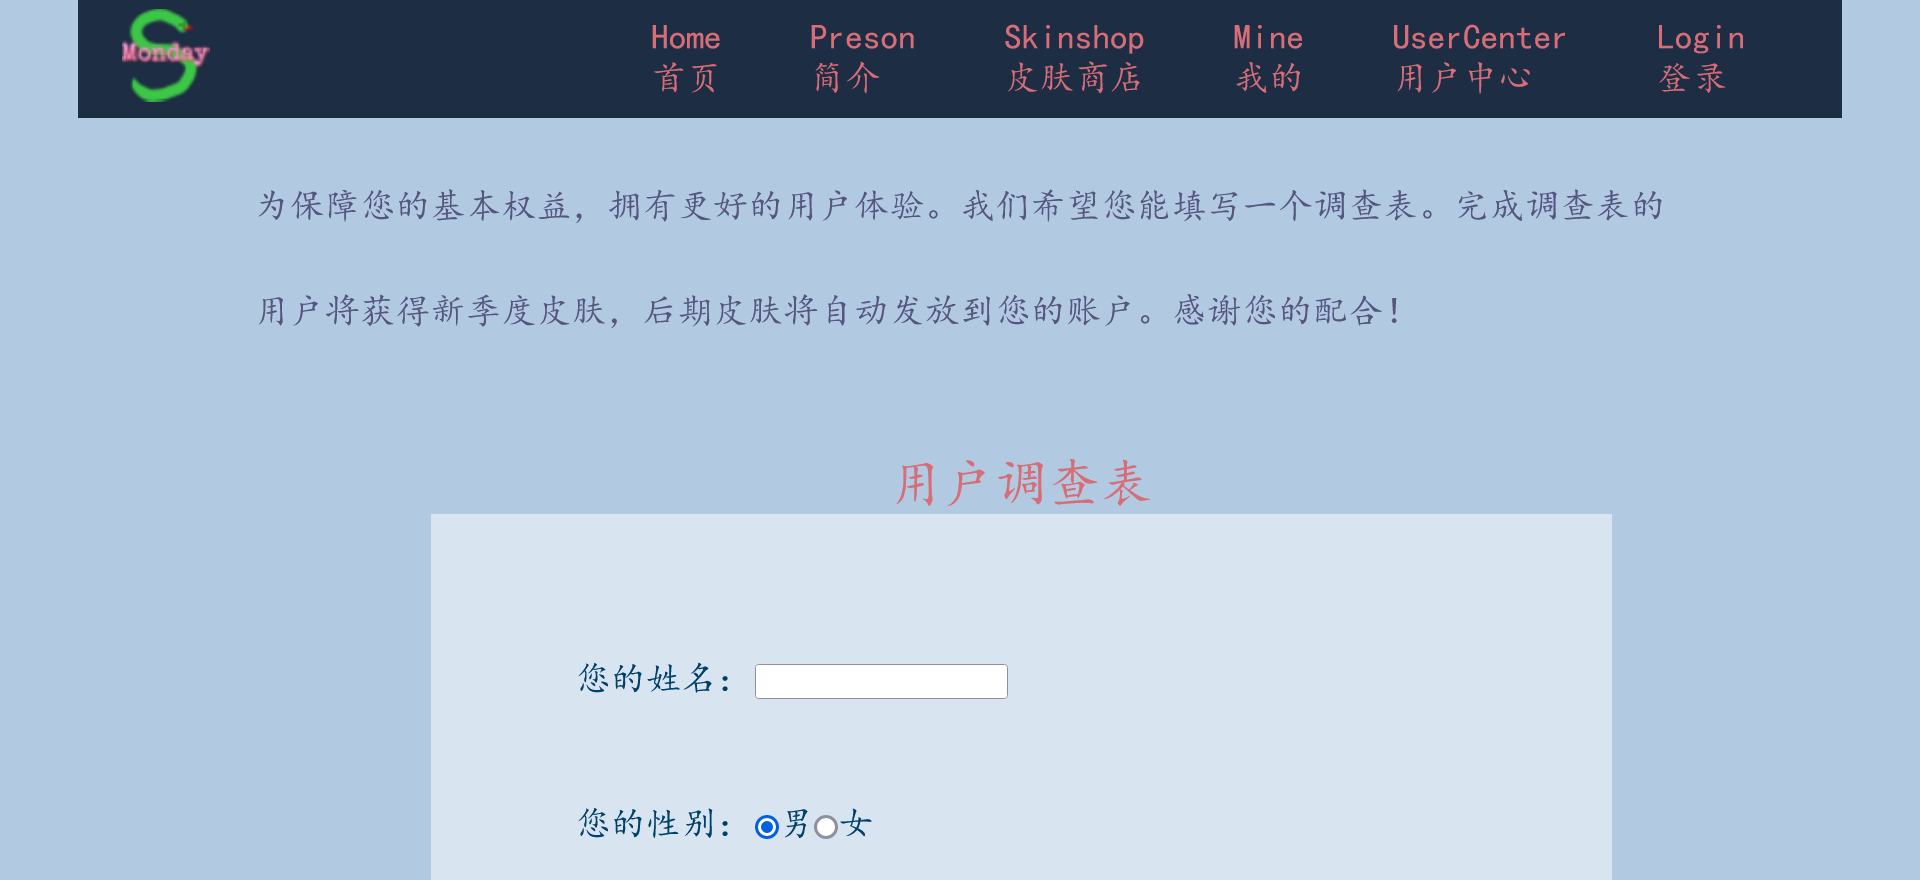 Monday
Home Preson Skinshop Mine UserCenter Login
首页 简介 皮肤商店 我的 用户中心 登录
为保障您的基本权益，拥有更好的用户体验。我们希望您能填写一个调查表。完成调查表的
用户将获得新季度皮肤，后期皮肤将自动发放到您的账户。感谢您的配合！
用户调查表
您的姓名：
您的性别：男女